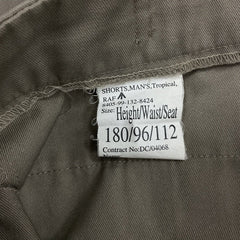 SHORTS,MAN'S,Tropical,
RAF
8405-99-132-8424
Size: Height/Waist/Seat
180/96/112
Contract No:DC/04068
Name